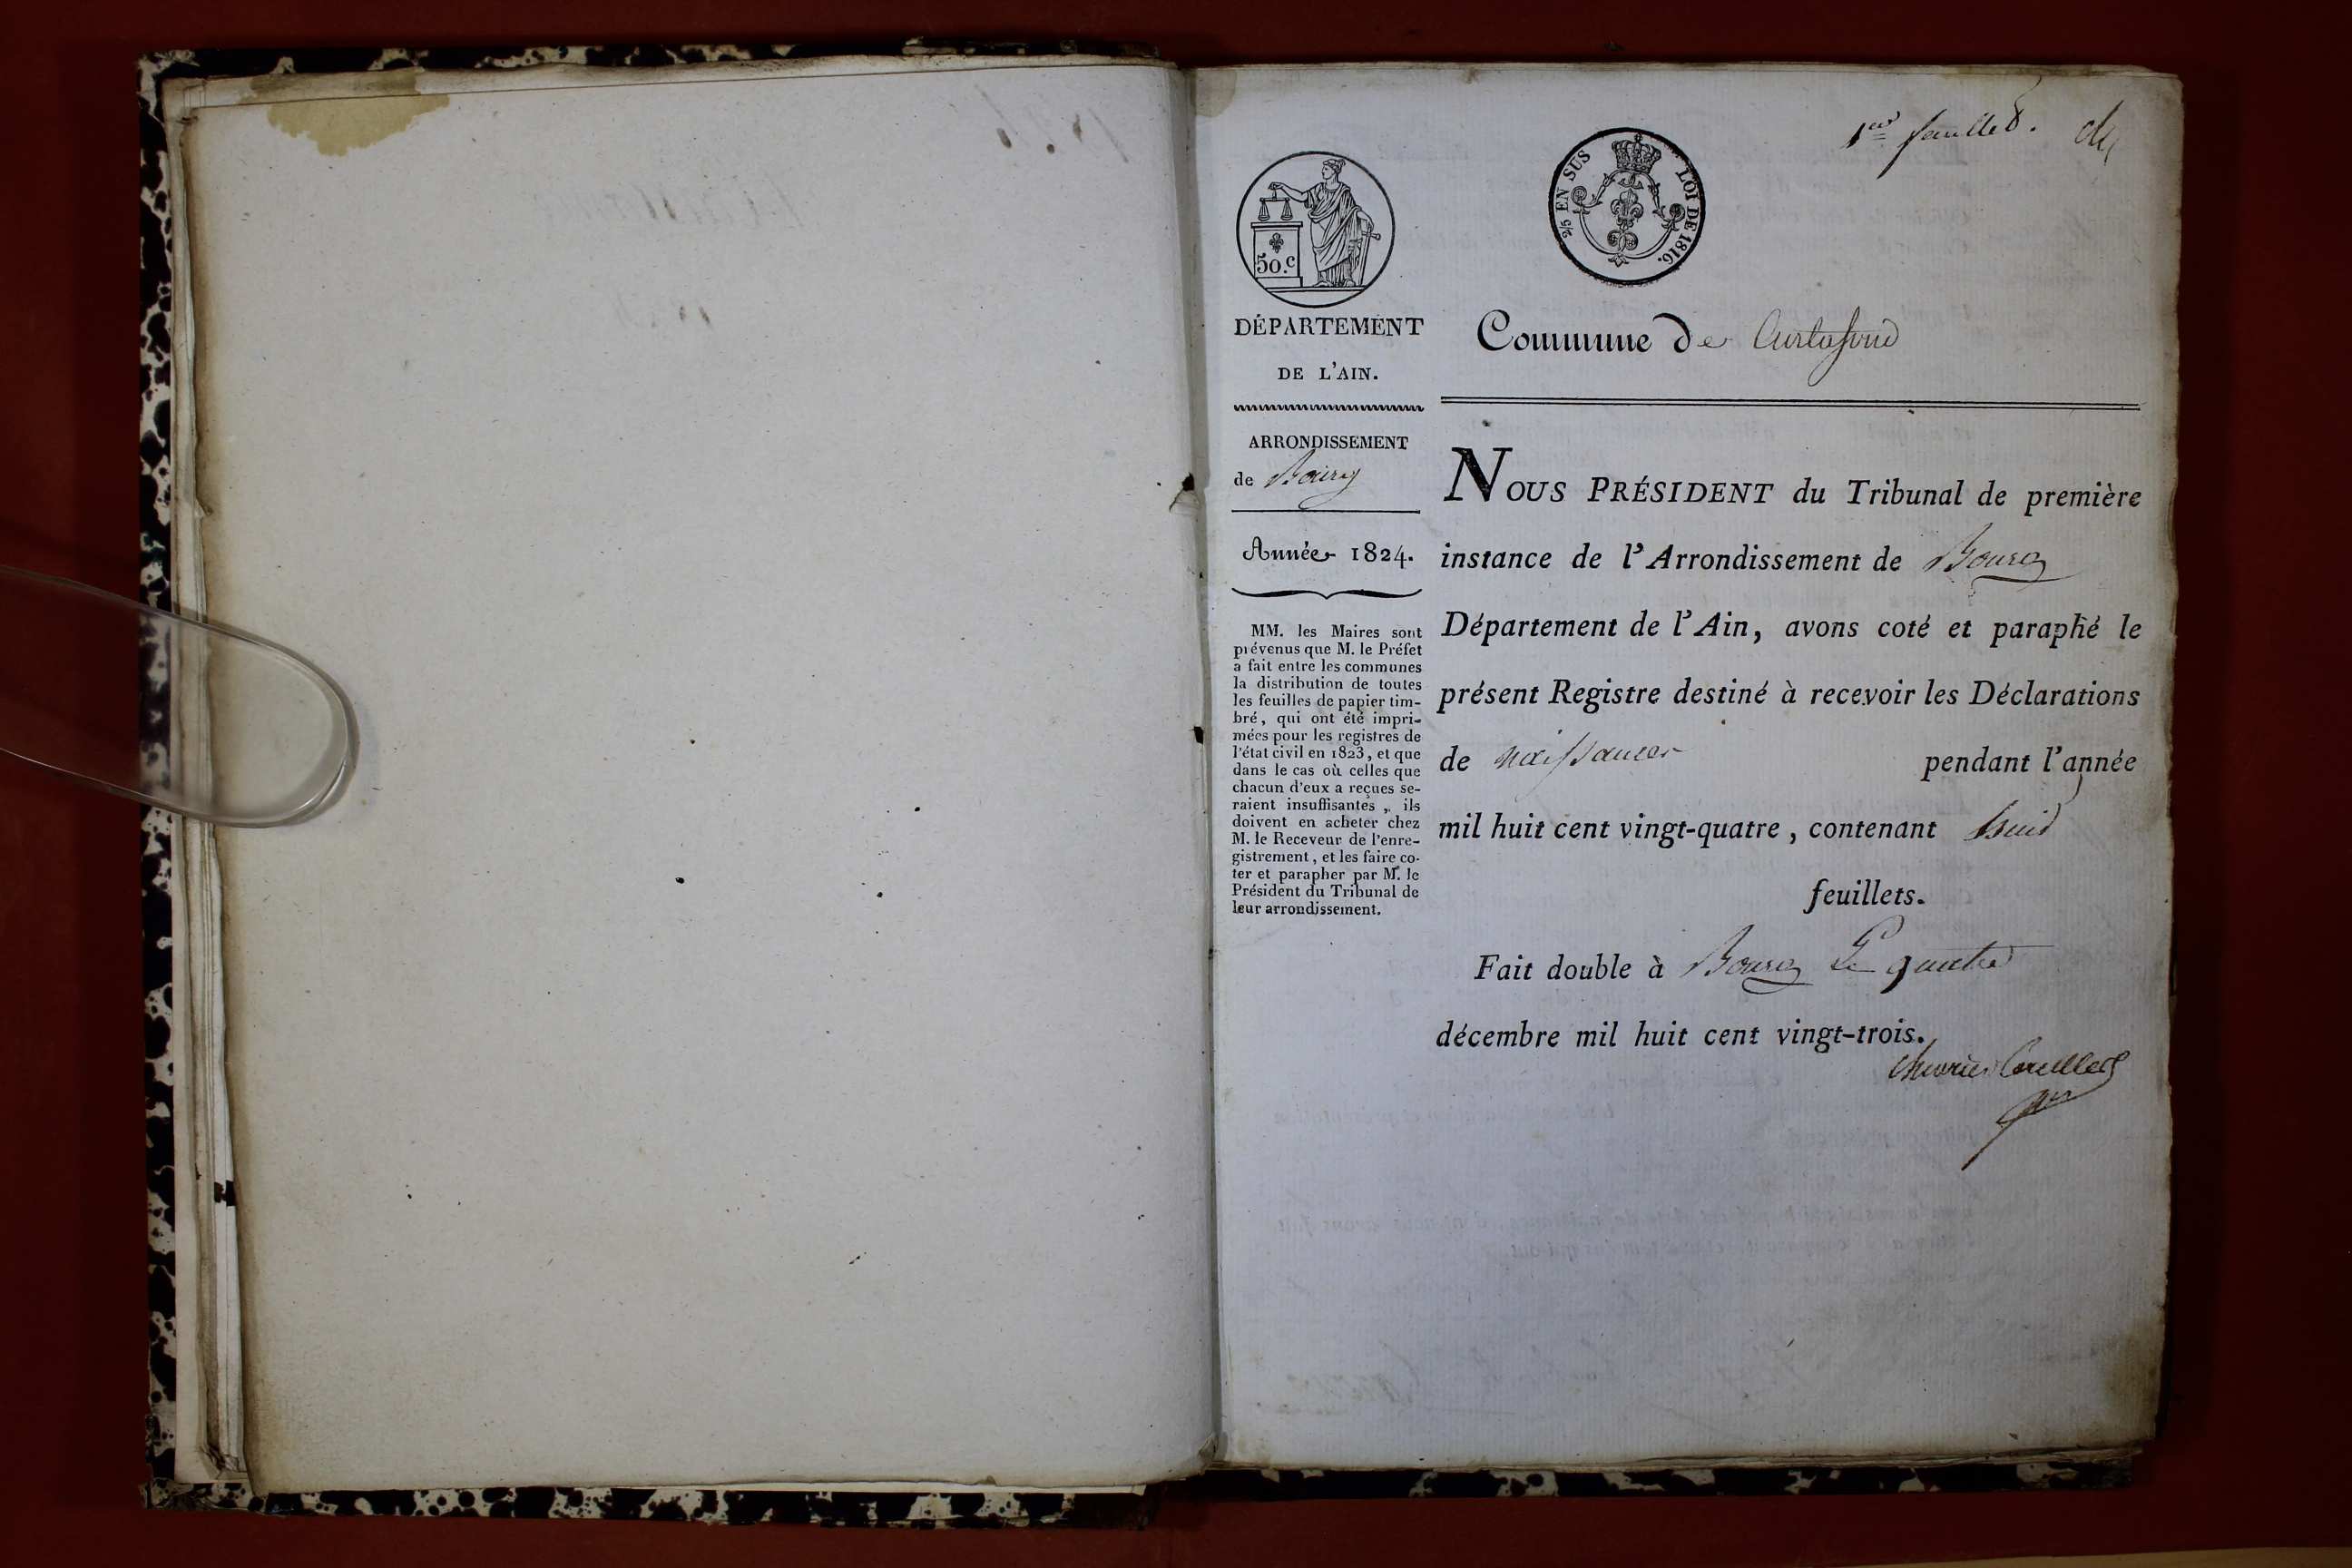 1er feuillet.
50.c
2/5 EN SUS LOI DE 1816.
DÉPARTEMENT
DE L'AIN.
ARRONDISSEMENT
de Bourg
Année 1824.
MM. les Maires sont
prévenus que M. le Préfet
a fait entre les communes
la distribution de toutes
les feuilles de papier tim-
bré, qui ont été impri-
mées pour les registres de
l'état civil en 1823, et que
dans le cas où celles que
chacun d'eux a reçues se-
raient insuffisantes, ils
doivent en acheter chez
M. le Receveur de l'enre-
gistrement, et les faire co-
ter et parapher par M. le
Président du Tribunal de
leur arrondissement.
Commune de Curtafond
NOUS PRÉSIDENT du Tribunal de première
instance de l'Arrondissement de Bourg
Département de l'Ain, avons coté et paraphé le
présent Registre destiné à recevoir les Déclarations
de naissances pendant l'année
mil huit cent vingt-quatre, contenant huit
feuillets.
Fait double à Bourg Le quatre
décembre mil huit cent vingt-trois.